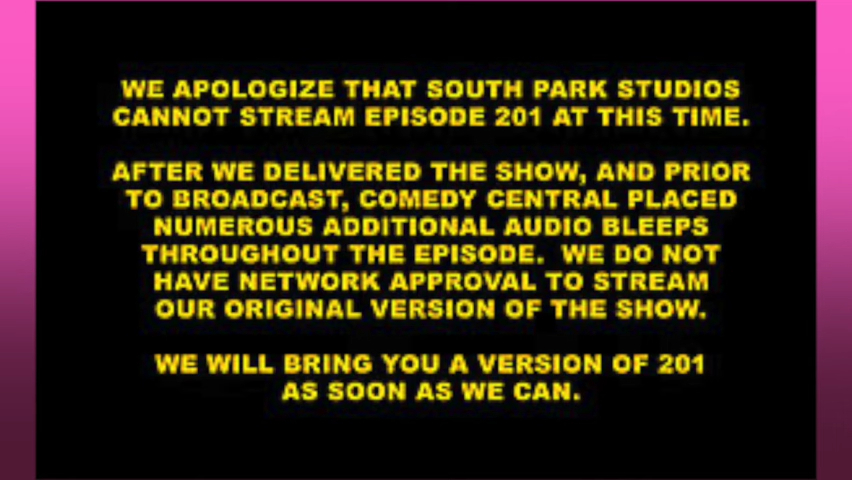 WE APOLOGIZE THAT SOUTH PARK STUDIOS
CANNOT STREAM EPISODE 201 AT THIS TIME.
AFTER WE DELIVERED THE SHOW, AND PRIOR
TO BROADCAST, COMEDY CENTRAL PLACED
NUMEROUS ADDITIONAL AUDIO BLEEPS
THROUGHOUT THE EPISODE. WE DO NOT
HAVE NETWORK APPROVAL TO STREAM
OUR ORIGINAL VERSION OF THE SHOW.
WE WILL BRING YOU A VERSION OF 201
AS SOON AS WE CAN.